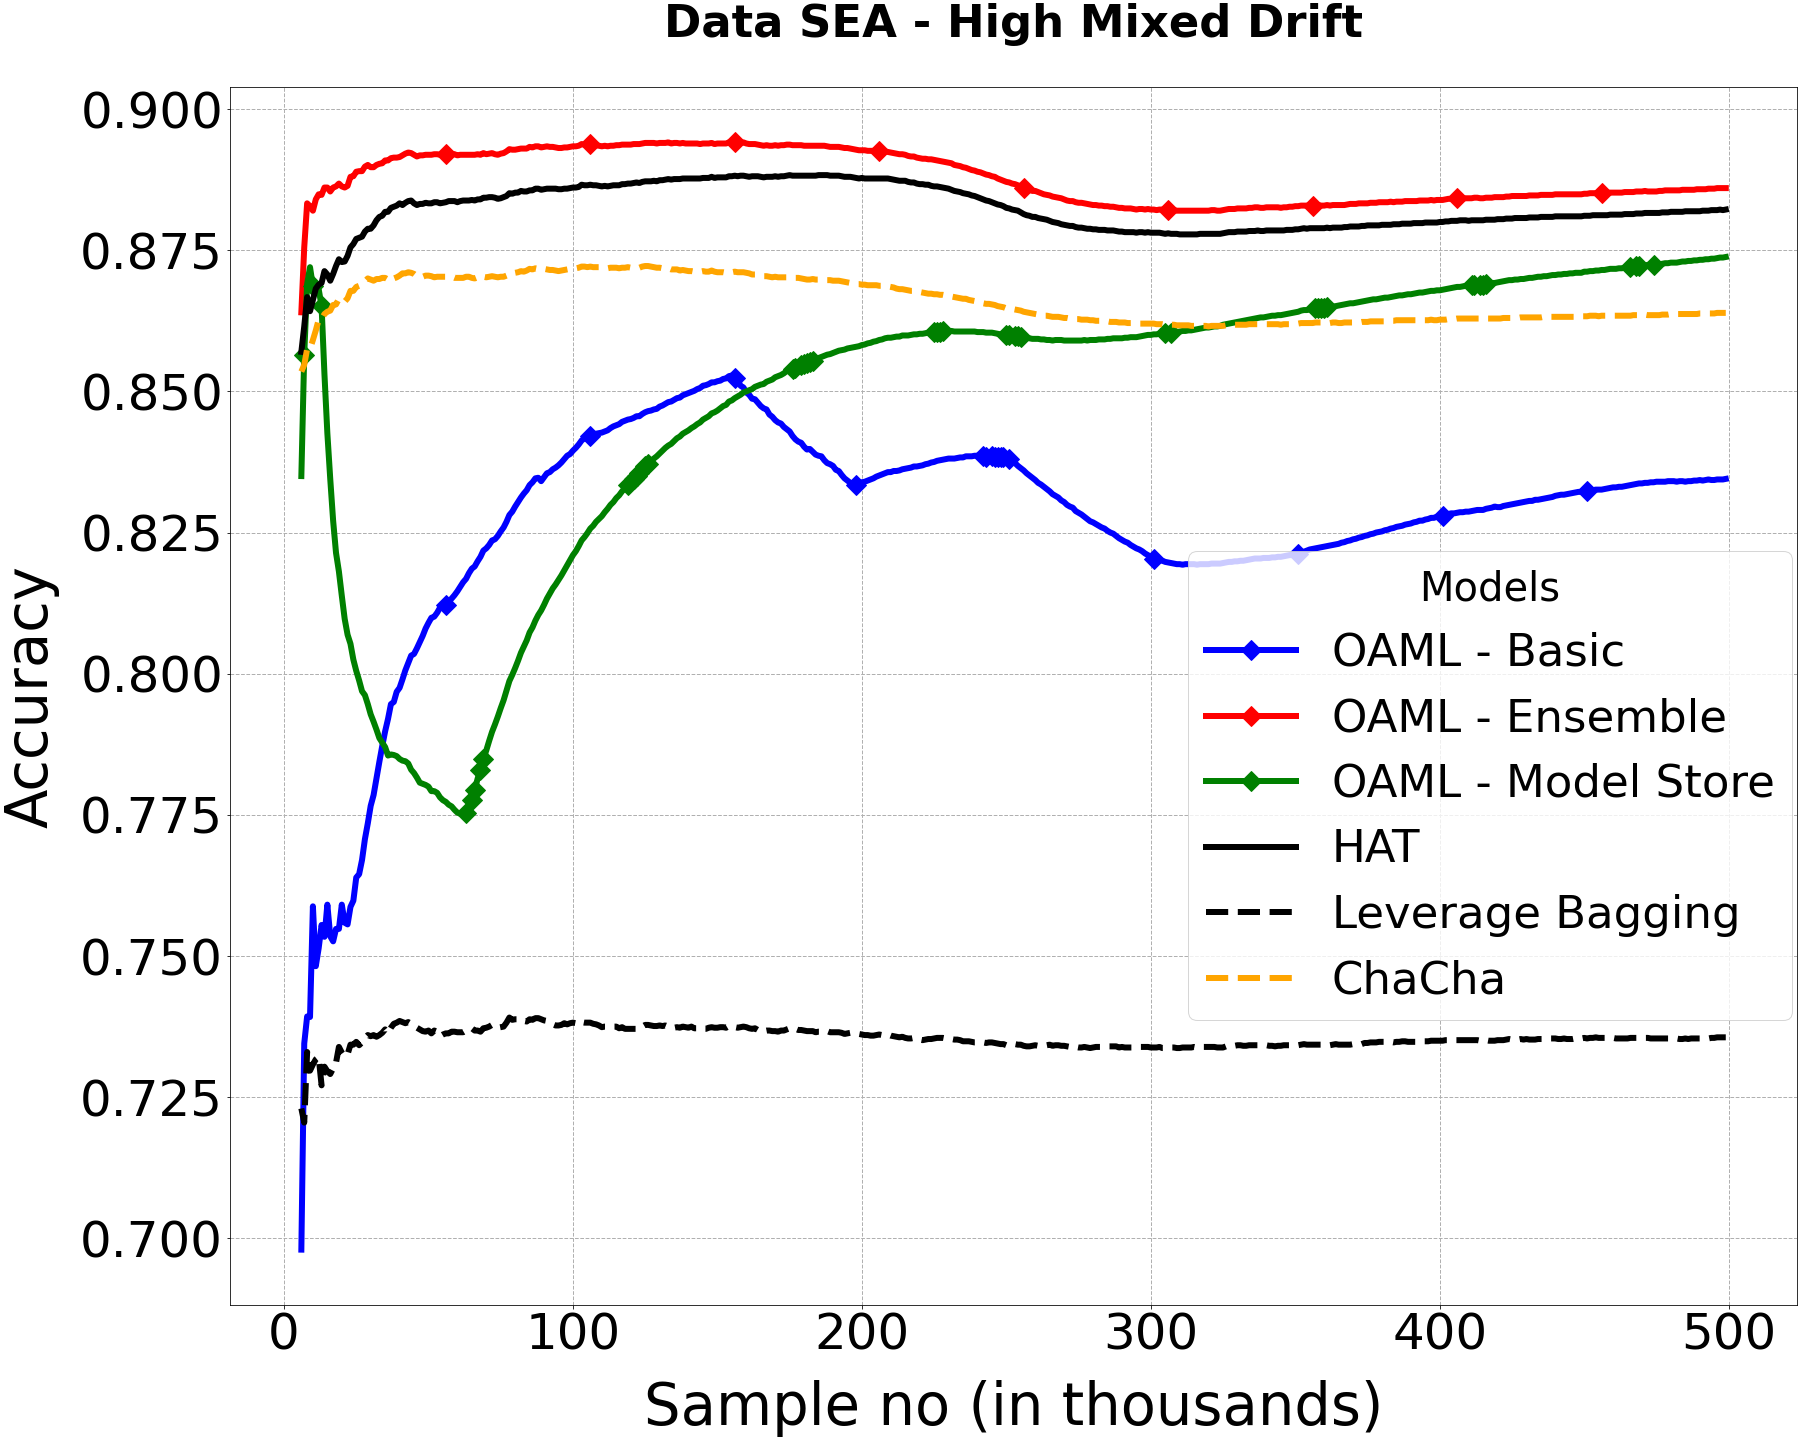 Data SEA - High Mixed Drift
0.900
0.875
0.850
0.825
0.800
0.775
0.750
0.725
0.700
Accuracy
Models
OAML - Basic
OAML - Ensemble
OAML - Model Store
HAT
Leverage Bagging
ChaCha
0 100 200 300 400 500
Sample no (in thousands)